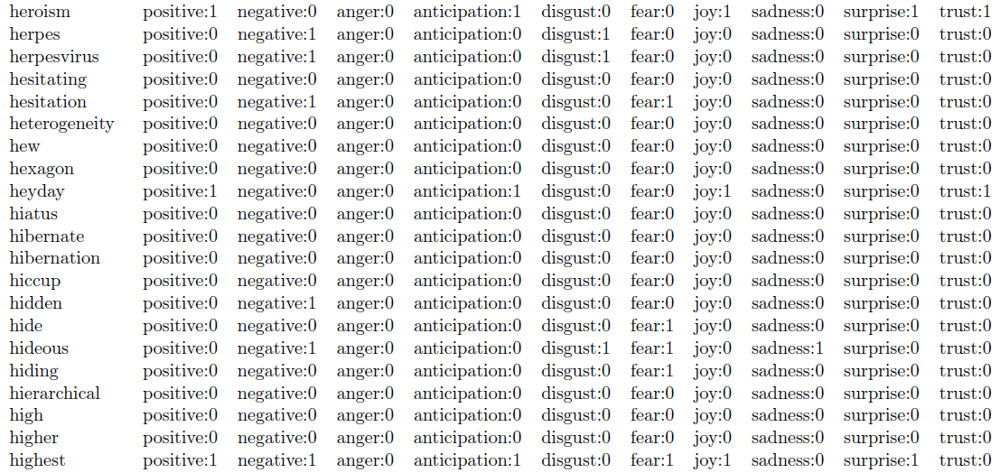 heroism positive:1 negative:0 anger:0 anticipation:1 disgust:0 fear:0 joy:1 sadness:0 surprise:1 trust:1
herpes positive:0 negative:1 anger:0 anticipation:0 disgust:1 fear:0 joy:0 sadness:0 surprise:0 trust:0
herpesvirus positive:0 negative:1 anger:0 anticipation:0 disgust:1 fear:0 joy:0 sadness:0 surprise:0 trust:0
hesitating positive:0 negative:0 anger:0 anticipation:0 disgust:0 fear:0 joy:0 sadness:0 surprise:0 trust:0
hesitation positive:0 negative:1 anger:0 anticipation:0 disgust:0 fear:1 joy:0 sadness:0 surprise:0 trust:0
heterogeneity positive:0 negative:0 anger:0 anticipation:0 disgust:0 fear:0 joy:0 sadness:0 surprise:0 trust:0
hew positive:0 negative:0 anger:0 anticipation:0 disgust:0 fear:0 joy:0 sadness:0 surprise:0 trust:0
hexagon positive:0 negative:0 anger:0 anticipation:0 disgust:0 fear:0 joy:0 sadness:0 surprise:0 trust:0
heyday positive:1 negative:0 anger:0 anticipation:1 disgust:0 fear:0 joy:1 sadness:0 surprise:0 trust:1
hiatus positive:0 negative:0 anger:0 anticipation:0 disgust:0 fear:0 joy:0 sadness:0 surprise:0 trust:0
hibernate positive:0 negative:0 anger:0 anticipation:0 disgust:0 fear:0 joy:0 sadness:0 surprise:0 trust:0
hibernation positive:0 negative:0 anger:0 anticipation:0 disgust:0 fear:0 joy:0 sadness:0 surprise:0 trust:0
hiccup positive:0 negative:0 anger:0 anticipation:0 disgust:0 fear:0 joy:0 sadness:0 surprise:0 trust:0
hidden positive:0 negative:1 anger:0 anticipation:0 disgust:0 fear:0 joy:0 sadness:0 surprise:0 trust:0
hide positive:0 negative:0 anger:0 anticipation:0 disgust:0 fear:1 joy:0 sadness:0 surprise:0 trust:0
hideous positive:0 negative:1 anger:0 anticipation:0 disgust:1 fear:1 joy:0 sadness:1 surprise:0 trust:0
hiding positive:0 negative:0 anger:0 anticipation:0 disgust:0 fear:1 joy:0 sadness:0 surprise:0 trust:0
hierarchical positive:0 negative:0 anger:0 anticipation:0 disgust:0 fear:0 joy:0 sadness:0 surprise:0 trust:0
high positive:0 negative:0 anger:0 anticipation:0 disgust:0 fear:0 joy:0 sadness:0 surprise:0 trust:0
higher positive:0 negative:0 anger:0 anticipation:0 disgust:0 fear:0 joy:0 sadness:0 surprise:0 trust:0
highest positive:1 negative:1 anger:0 anticipation:1 disgust:0 fear:1 joy:1 sadness:0 surprise:1 trust:0